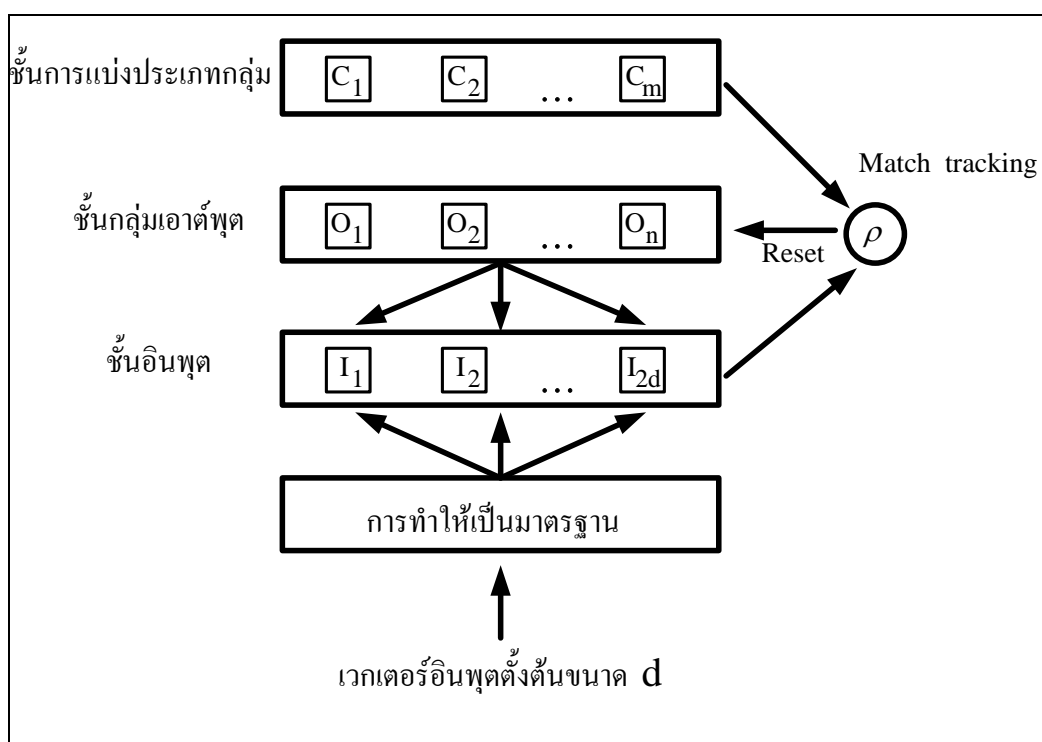 ชั้นการแบ่งประเภทกลุ่ม
C1 C2 ... Cm
Match tracking
ชั้นกลุ่มเอาต์พุต
O1 O2 ... On
ρ
Reset
ชั้นอินพุต
I1 I2 ... I2d
การทำให้เป็นมาตรฐาน
เวกเตอร์อินพุตตั้งต้นขนาด d